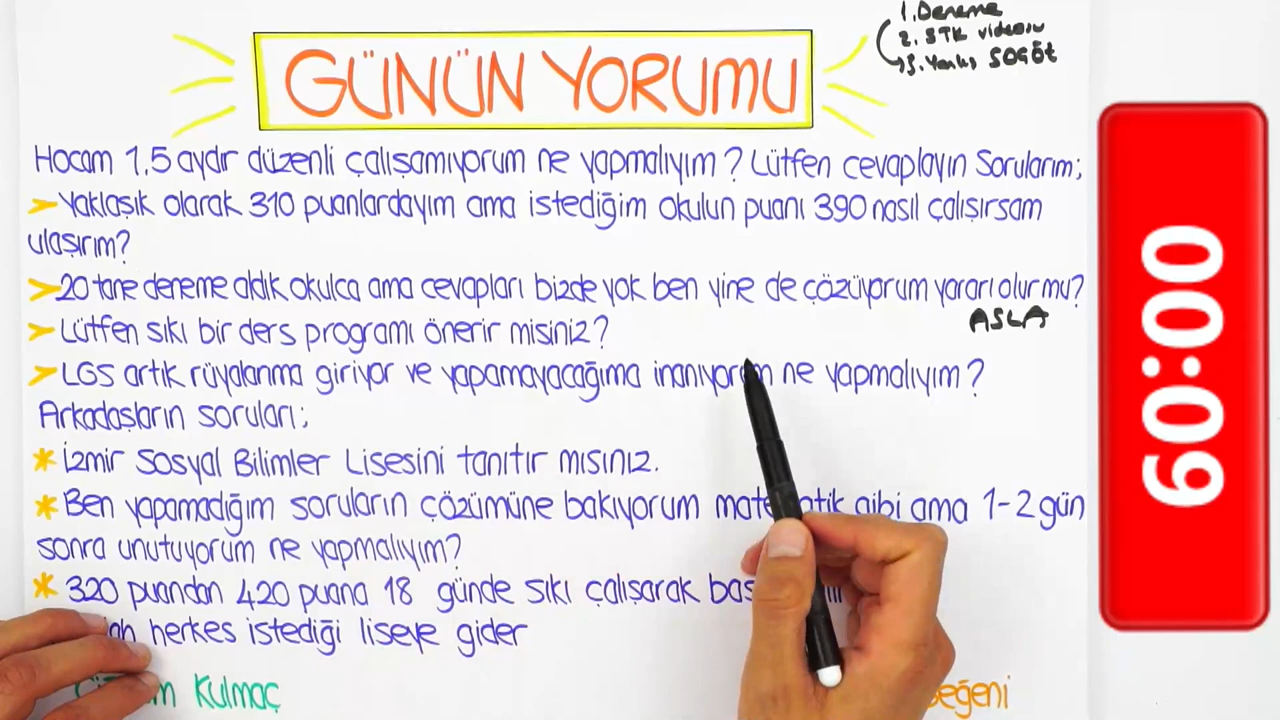 1. Deneme
2. STK videosu
3. Yanlış SOGÖT
GÜNÜN YORUMU
Hocam 1,5 aydır düzenli çalışamıyorum ne yapmalıyım? Lütfen cevaplayın Sorularım;
➤ Yaklaşık olarak 310 puanlardayım ama istediğim okulun puanı 390 nasıl çalışırsam
ulaşırım?
➤ 20 tane deneme aldık okulca ama cevapları bizde yok ben yine de çözüyorum yararı olur mu?
ASLA
➤ Lütfen sıkı bir ders programı önerir misiniz?
➤ LGS artık rüyalarıma giriyor ve yapamayacağıma inanıyorum ne yapmalıyım?
Arkadaşların soruları;
* İzmir Sosyal Bilimler Lisesini tanıtır mısınız.
* Ben yapamadığım soruların çözümüne bakıyorum matematik gibi ama 1-2 gün
sonra unutuyorum ne yapmalıyım?
* 320 puandan 420 puana 18 günde sıkı çalışarak
herkes istediği liseye gider
Kulmaç
Beğeni
60:00